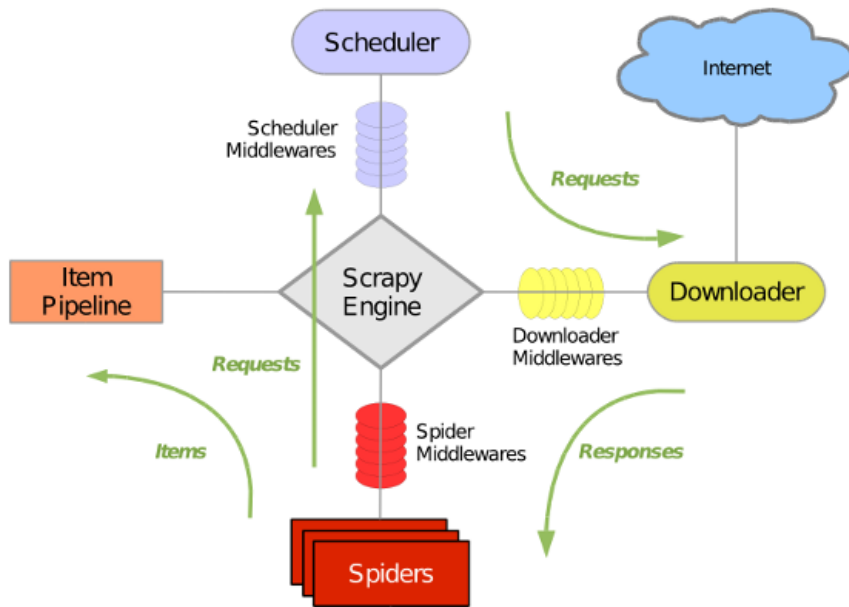 Scheduler
Internet
Scheduler
Middlewares
Requests
Item
Pipeline
Scrapy
Engine
Downloader
Downloader
Middlewares
Requests
Items
Spider
Middlewares
Responses
Spiders